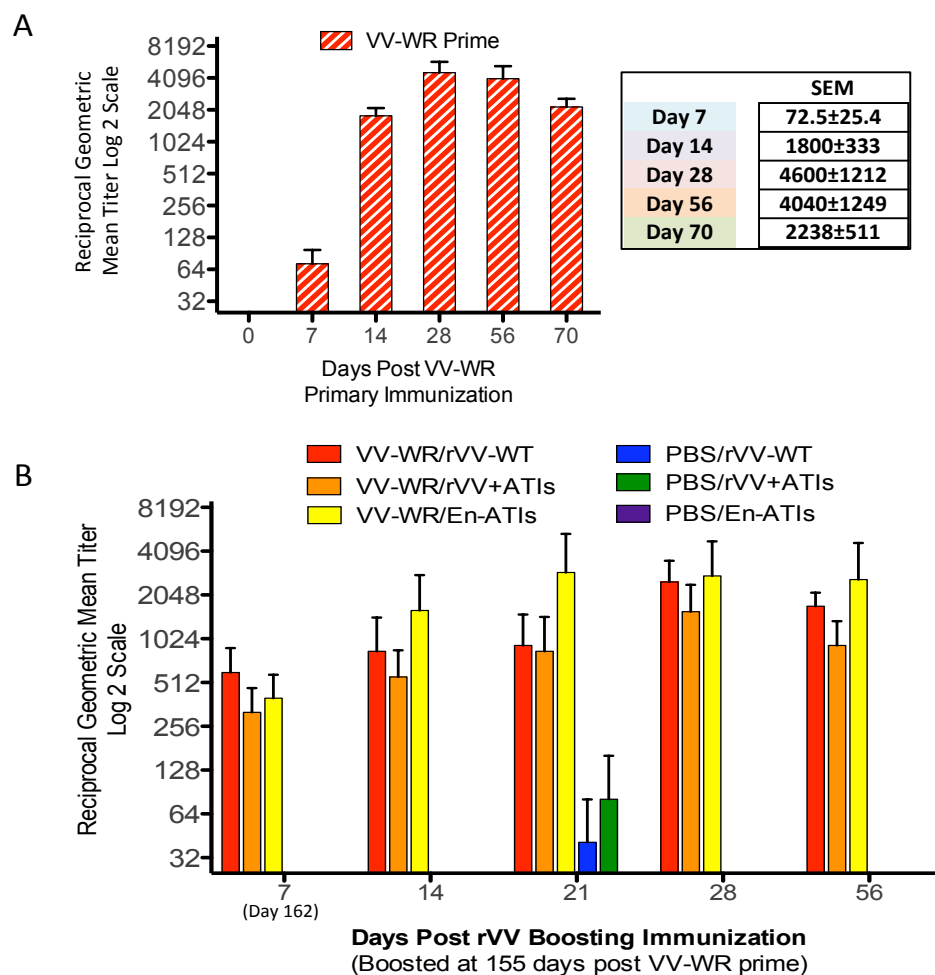 A
VV-WR Prime
Reciprocal Geometric
Mean Titer Log 2 Scale
8192
4096
2048
1024
512
256
128
64
32
0 7 14 28 56 70
Days Post VV-WR
Primary Immunization
SEM
Day 7 72.5±25.4
Day 14 1800±333
Day 28 4600±1212
Day 56 4040±1249
Day 70 2238±511
B
VV-WR/rVV-WT PBS/rVV-WT
VV-WR/rVV+ATIs PBS/rVV+ATIs
VV-WR/En-ATIs PBS/En-ATIs
Reciprocal Geometric Mean Titer
Log 2 Scale
8192
4096
2048
1024
512
256
128
64
32
7 14 21 28 56
(Day 162)
Days Post rVV Boosting Immunization
(Boosted at 155 days post VV-WR prime)